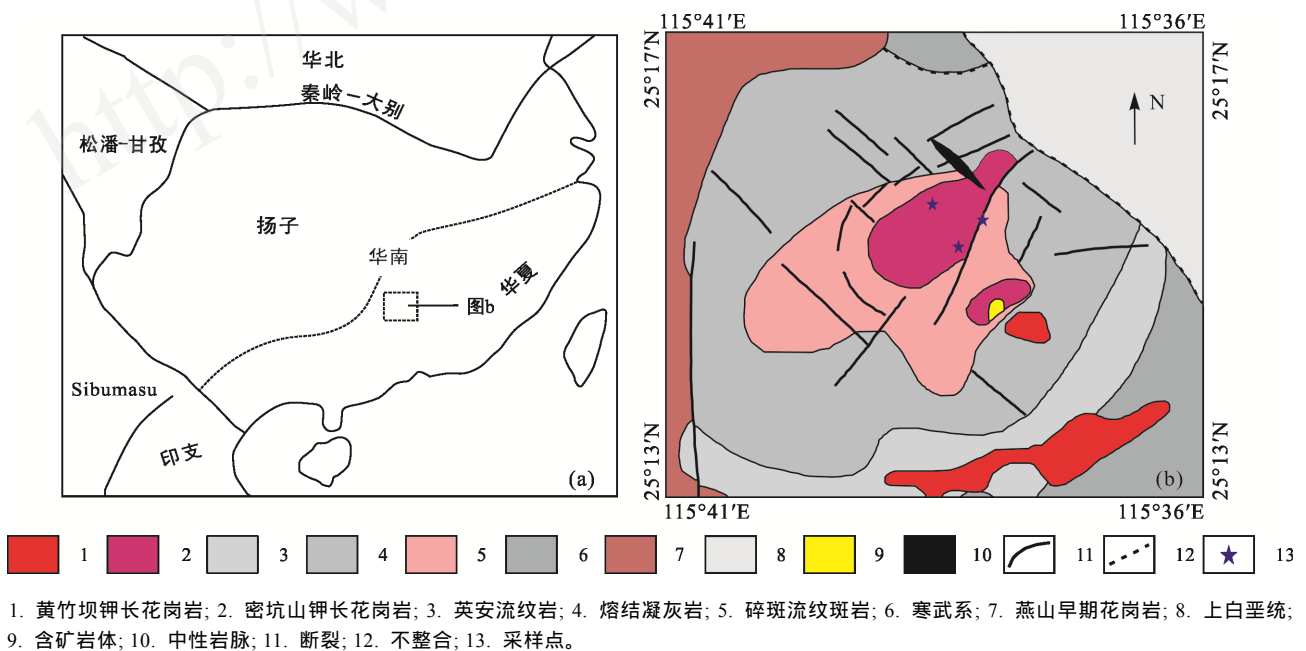 http://w
华北
秦岭—大别
松潘-甘孜
扬子
华南
华夏
图b
Sibumasu
印支
(a)
115°41′E 115°36′E
25°17′N
25°17′N
N
25°13′N
25°13′N
(b)
115°41′E 115°36′E
1 2 3 4 5 6 7 8 9 10 11 12 13
1. 黄竹坝钾长花岗岩; 2. 密坑山钾长花岗岩; 3. 英安流纹岩; 4. 熔结凝灰岩; 5. 碎斑流纹斑岩; 6. 寒武系; 7. 燕山早期花岗岩; 8. 上白垩统;
9. 含矿岩体; 10. 中性岩脉; 11. 断裂; 12. 不整合; 13. 采样点。